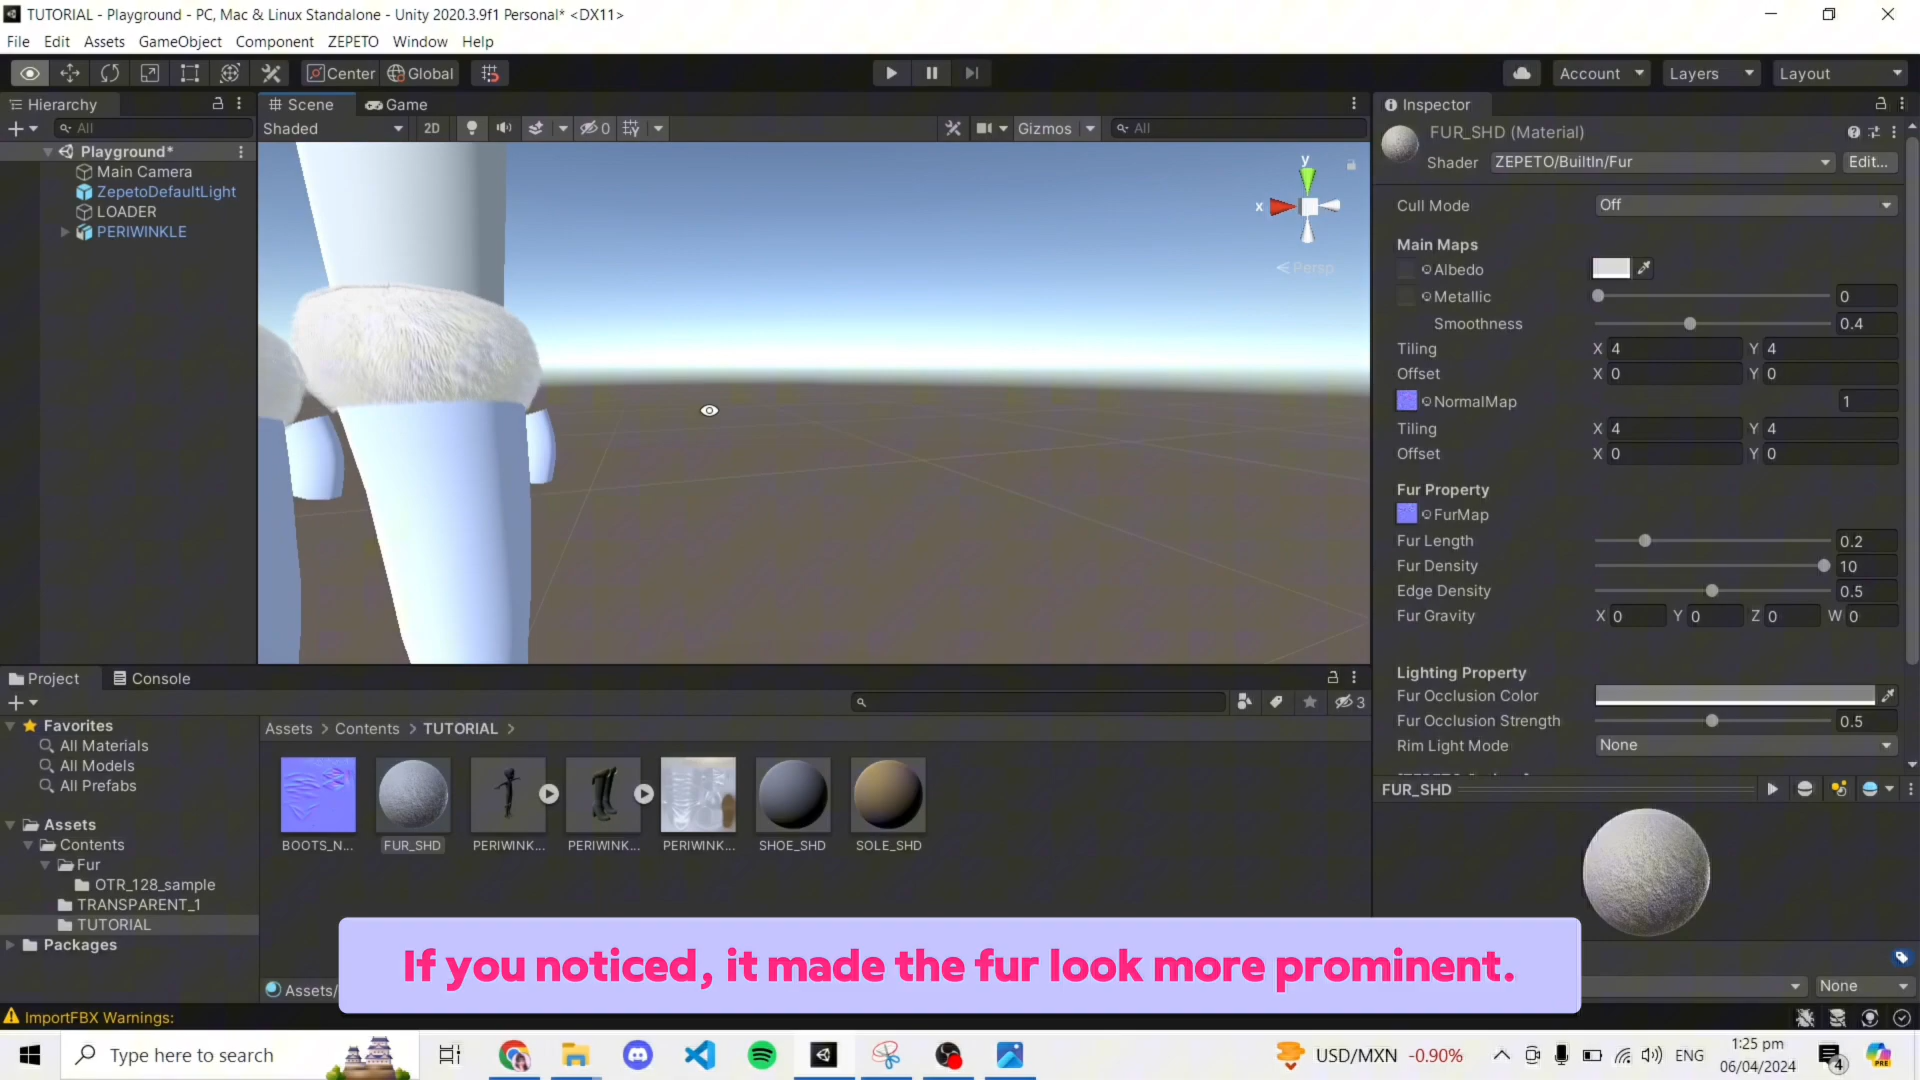 TUTORIAL - Playground - PC, Mac & Linux Standalone - Unity 2020.3.9f1 Personal* <DX11>
File Edit Assets GameObject Component ZEPETO Window Help
Center Global Account Layers Layout
Hierarchy
All
Playground*
Main Camera
ZepetoDefaultLight
LOADER
PERIWINKLE
Scene Game
Shaded 2D 0 Gizmos All
y
x
Persp
Inspector
FUR_SHD (Material)
Shader ZEPETO/BuiltIn/Fur Edit...
Cull Mode Off
Main Maps
Albedo
Metallic 0
Smoothness 0.4
Tiling X 4 Y 4
Offset X 0 Y 0
NormalMap 1
Tiling X 4 Y 4
Offset X 0 Y 0
Fur Property
FurMap
Fur Length 0.2
Fur Density 10
Edge Density 0.5
Fur Gravity X 0 Y 0 Z 0 W 0
Lighting Property
Fur Occlusion Color
Fur Occlusion Strength 0.5
Rim Light Mode None
FUR_SHD
None
Project Console
3
Favorites
All Materials
All Models
All Prefabs
Assets
Contents
Fur
OTR_128_sample
TRANSPARENT_1
TUTORIAL
Packages
Assets > Contents > TUTORIAL >
BOOTS_N... FUR_SHD PERIWINK... PERIWINK... PERIWINK... SHOE_SHD SOLE_SHD
Assets/
If you noticed, it made the fur look more prominent.
ImportFBX Warnings:
Type here to search
USD/MXN -0.90%
ENG
1:25 pm
06/04/2024
4
PRE